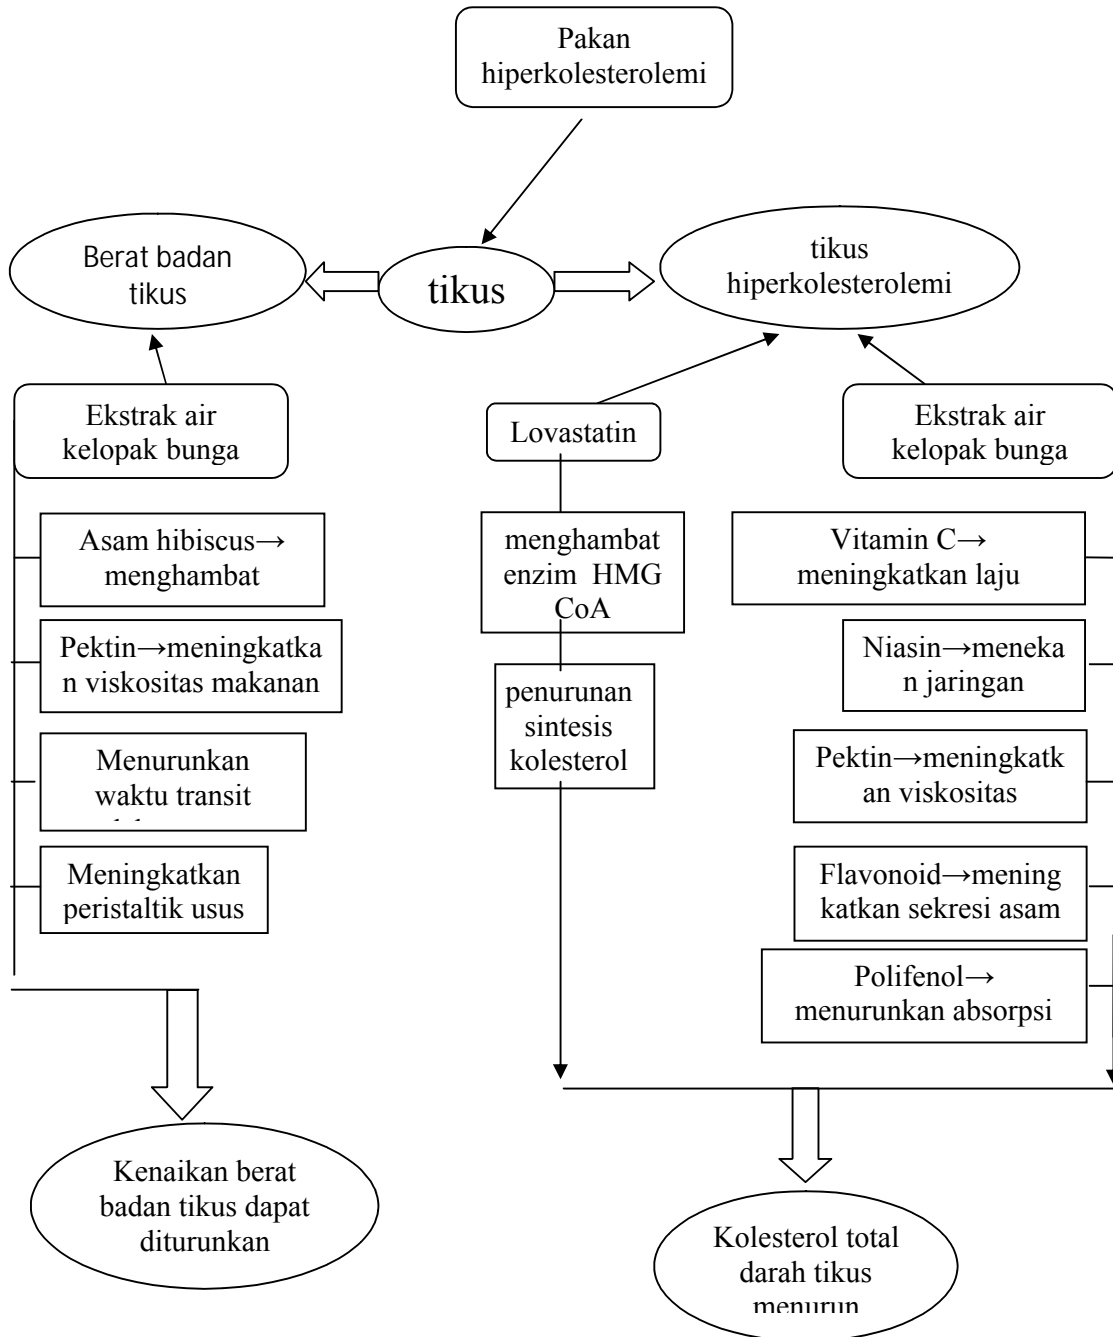 Pakan
hiperkolesterolemi
Berat badan
tikus
tikus
tikus
hiperkolesterolemi
Ekstrak air
kelopak bunga
Lovastatin
Ekstrak air
kelopak bunga
Asam hibiscus→
menghambat
Pektin→meningkatka
n viskositas makanan
Menurunkan
waktu transit
Meningkatkan
peristaltik usus
menghambat
enzim HMG
CoA
penurunan
sintesis
kolesterol
Vitamin C→
meningkatkan laju
Niasin→meneka
n jaringan
Pektin→meningkatk
an viskositas
Flavonoid→mening
katkan sekresi asam
Polifenol→
menurunkan absorpsi
Kenaikan berat
badan tikus dapat
diturunkan
Kolesterol total
darah tikus
menurun